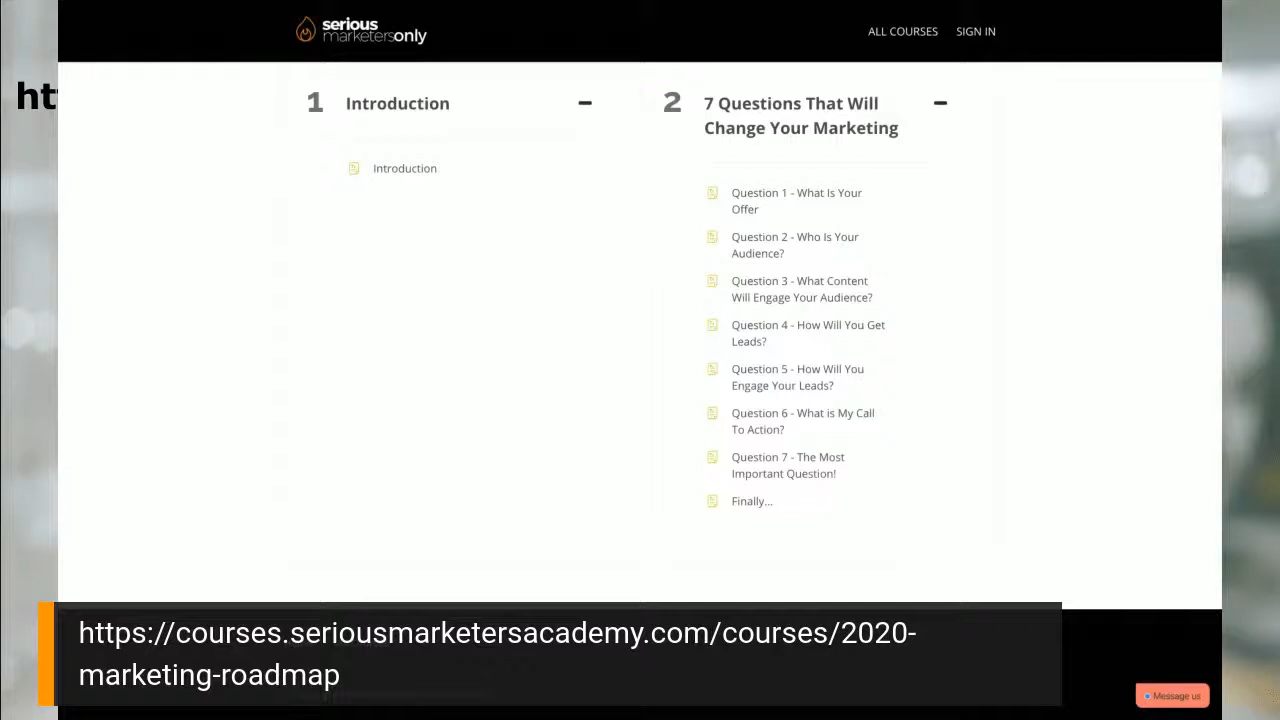 serious
marketersonly
ALL COURSES SIGN IN
ht
1 Introduction
Introduction
2 7 Questions That Will
Change Your Marketing
Question 1 - What Is Your
Offer
Question 2 - Who Is Your
Audience?
Question 3 - What Content
Will Engage Your Audience?
Question 4 - How Will You Get
Leads?
Question 5 - How Will You
Engage Your Leads?
Question 6 - What is My Call
To Action?
Question 7 - The Most
Important Question!
Finally...
https://courses.seriousmarketersacademy.com/courses/2020-
marketing-roadmap
Message us